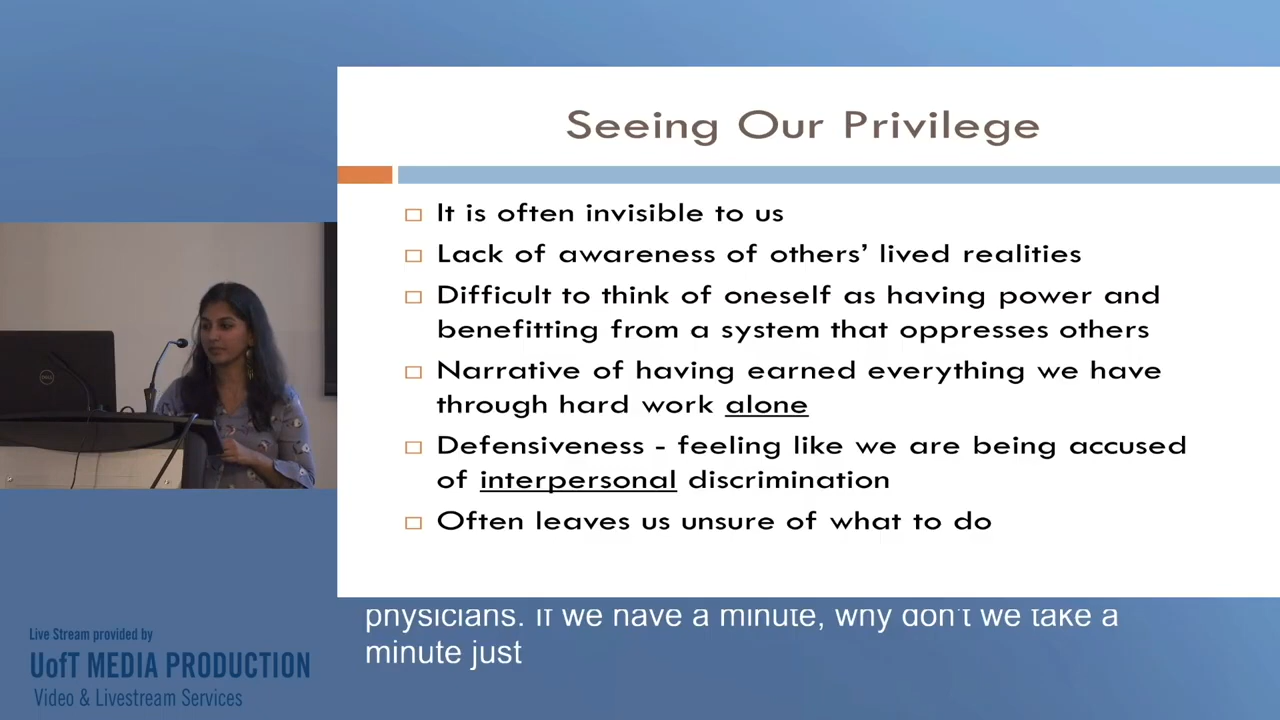 Seeing Our Privilege
It is often invisible to us
Lack of awareness of others’ lived realities
Difficult to think of oneself as having power and
benefitting from a system that oppresses others
Narrative of having earned everything we have
through hard work alone
Defensiveness - feeling like we are being accused
of interpersonal discrimination
Often leaves us unsure of what to do
physicians. If we have a minute, why don't we take a
minute just
Live Stream provided by
UofT MEDIA PRODUCTION
Video & Livestream Services